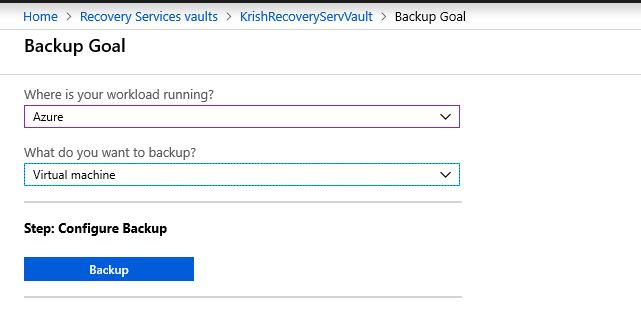 Home > Recovery Services vaults > KrishRecoveryServVault > Backup Goal
Backup Goal
Where is your workload running?
Azure
What do you want to backup?
Virtual machine
Step: Configure Backup
Backup